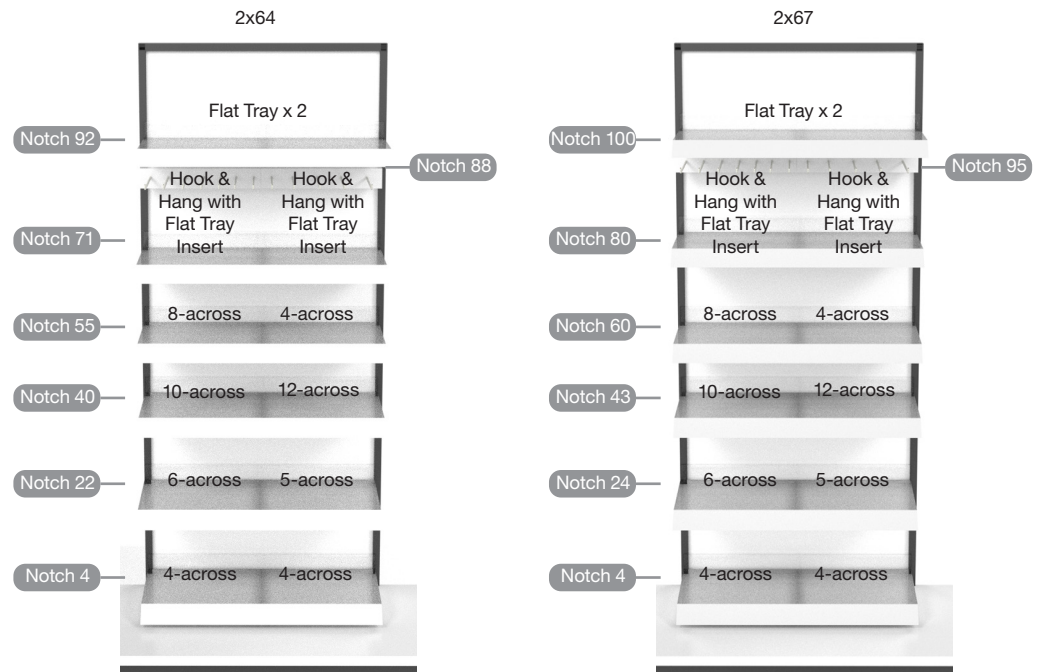 2x64
Flat Tray x 2
Notch 92
Notch 88
Hook &
Hang with
Flat Tray
Insert
Hook &
Hang with
Flat Tray
Insert
Notch 71
Notch 55
8-across
4-across
Notch 40
10-across
12-across
Notch 22
6-across
5-across
Notch 4
4-across
4-across
2x67
Flat Tray x 2
Notch 100
Notch 95
Hook &
Hang with
Flat Tray
Insert
Hook &
Hang with
Flat Tray
Insert
Notch 80
Notch 60
8-across
4-across
Notch 43
10-across
12-across
Notch 24
6-across
5-across
Notch 4
4-across
4-across